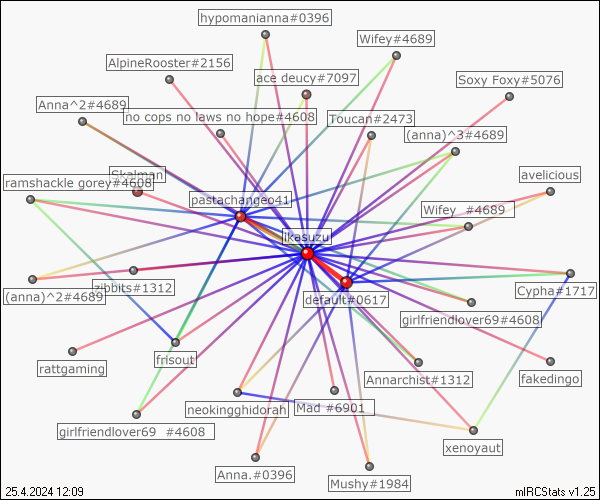 hypomanianna#0396
Wifey#4689
AlpineRooster#2156
ace deucy#7097
Soxy Foxy#5076
Anna^2#4689
no cops no laws no hope#4608
Toucan#2473
(anna)^3#4689
Skalman
avelicious
ramshackle gorey#4608
pastachangeo41
Wifey_#4689
ikasuzu
zibbits#1312
(anna)^2#4689
default#0617
Cypha#1717
girlfriendlover69#4608
frisout
rattgaming
Annarchist#1312
fakedingo
neokingghidorah
Mad_#6901
girlfriendlover69_#4608
xenoyaut
Anna.#0396
Mushy#1984
25.4.2024 12:09
mIRCStats v1.25